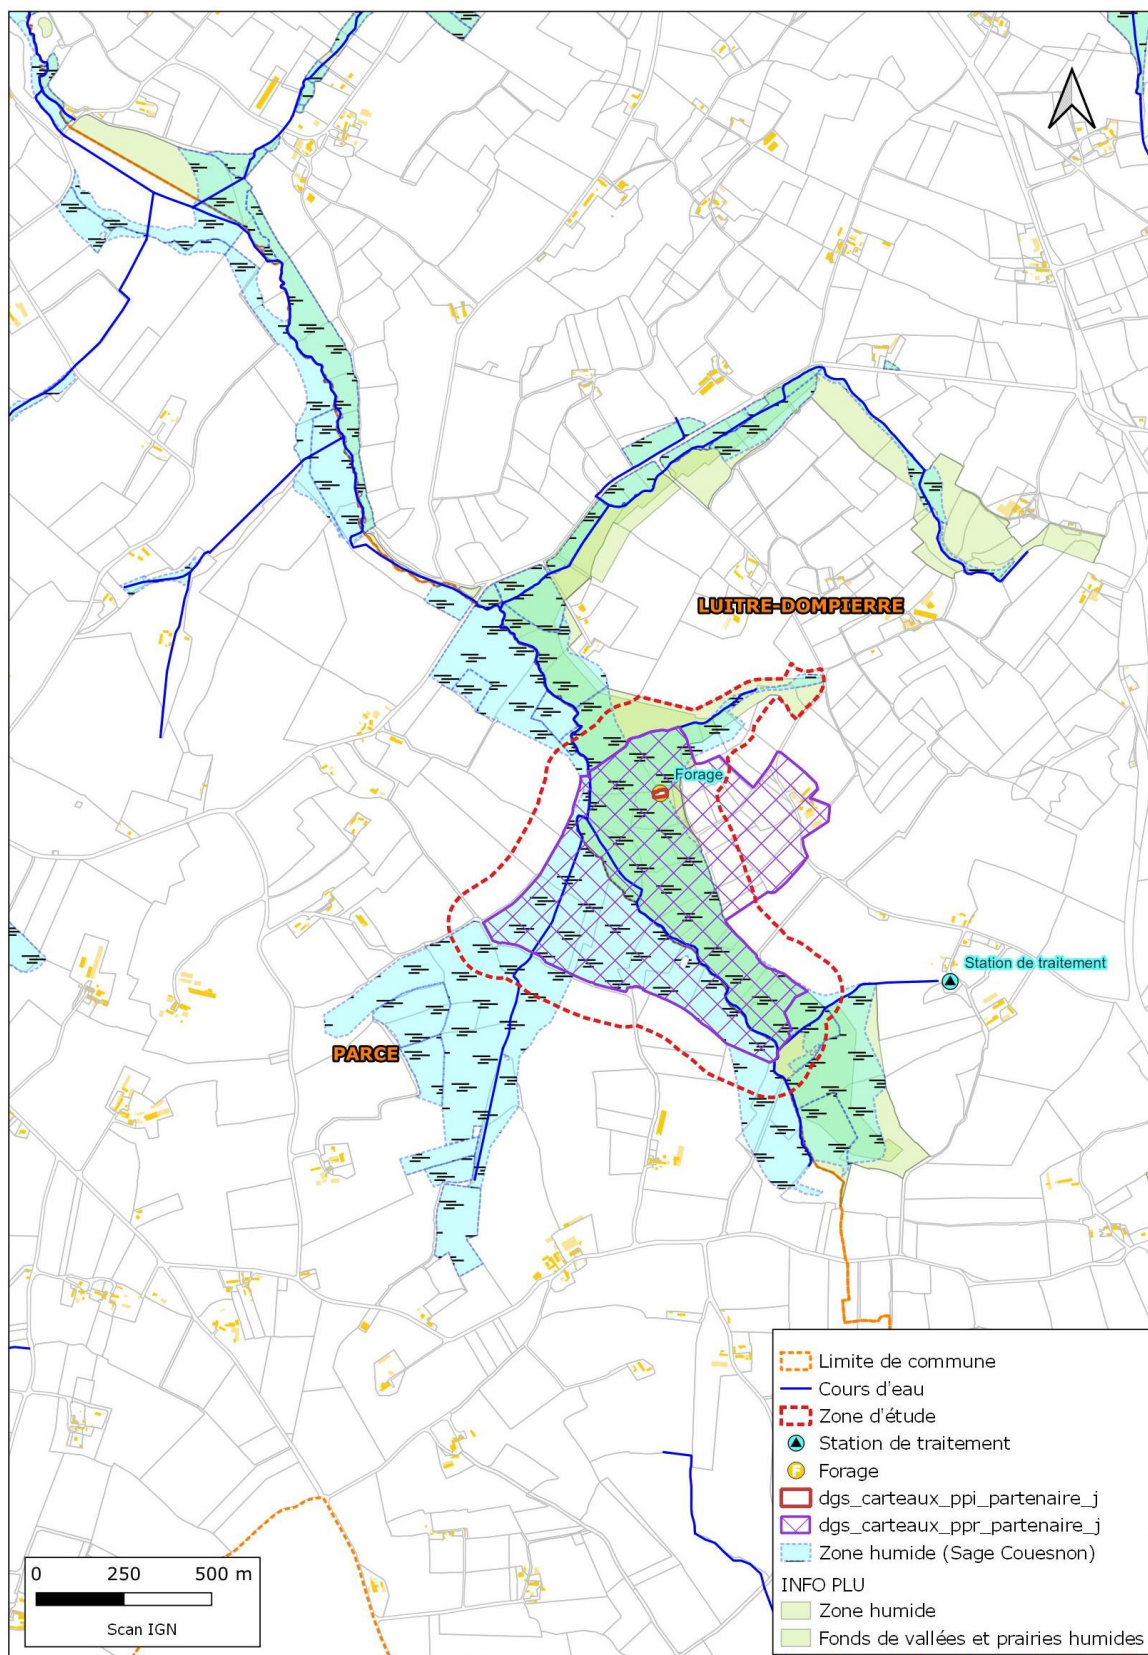 LUITRE-DOMPIERRE
Forage
Station de traitement
PARCE
Limite de commune
Cours d'eau
Zone d'étude
Station de traitement
F
Forage
dgs_carteaux_ppi_partenaire_j
dgs_carteaux_ppr_partenaire_j
Zone humide (Sage Couesnon)
INFO PLU
Zone humide
Fonds de vallées et prairies humides
0 250 500 m
Scan IGN